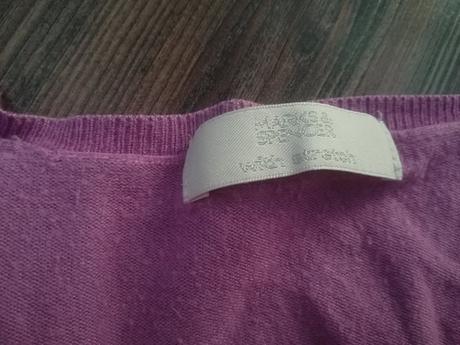 MARKS &
SPENCER
with stretch